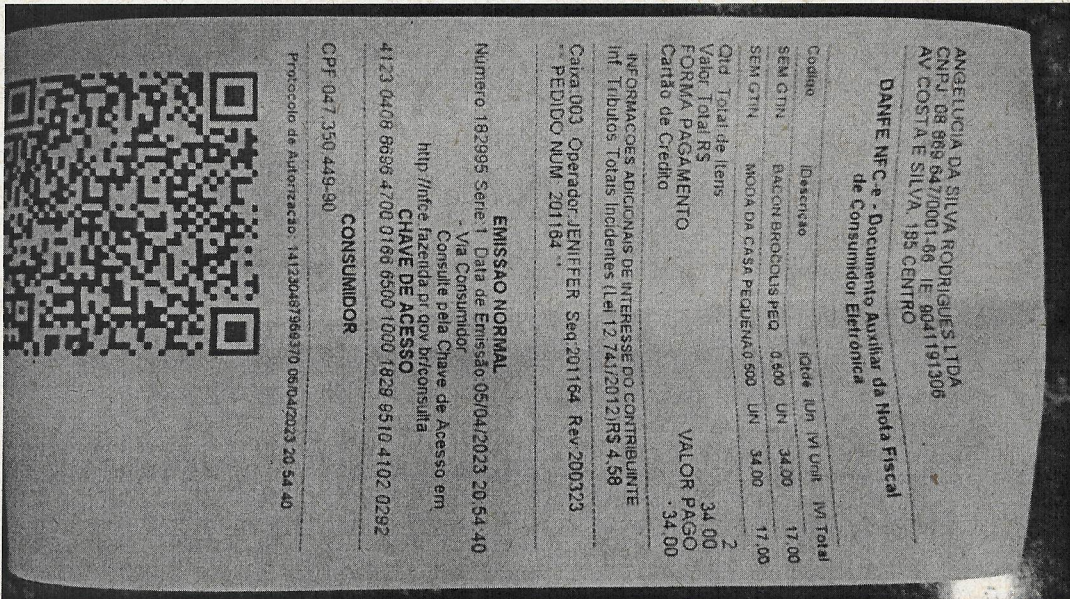 ANGELUCIA DA SILVA RODRIGUES LTDA
CNPJ: 08 869 647/0001-66 IE 9041191306
AV COSTA E SILVA, 185 CENTRO
DANFE NFC-e - Documento Auxiliar da Nota Fiscal
de Consumidor Eletrônica
Codigo |Descrição |Qtde |Un |Vl Unit |Vl Total
SEM GTIN BACON BROCOLIS PEQ 0.500 UN 34.00 17,00
SEM GTIN MODA DA CASA PEQUENA 0.500 UN 34.00 17,00
Qtd Total de Itens 2
Valor Total R$ 34 00
FORMA PAGAMENTO VALOR PAGO
Cartão de Credito 34 00
INFORMACOES ADICIONAIS DE INTERESSE DO CONTRIBUINTE
Inf Tributos Totais Incidentes (Lei 12.741/2012)R$ 4,58
Caixa:003 Operador:JENIFFER Seq:201164 Rev:200323
** PEDIDO NUM 201164 **
EMISSAO NORMAL
Numero:182995 Serie:1 Data de Emissão:05/04/2023 20:54:40
- Via Consumidor
Consulte pela Chave de Acesso em
http://nfce.fazenda.pr.gov.br/consulta
CHAVE DE ACESSO
4123 0408 8696 4700 0166 6500 1000 1829 9510 4102 0292
CONSUMIDOR
CPF 047.350.449-90
Protocolo de Autorizacão: 141230487969370 05/04/2023 20:54:40